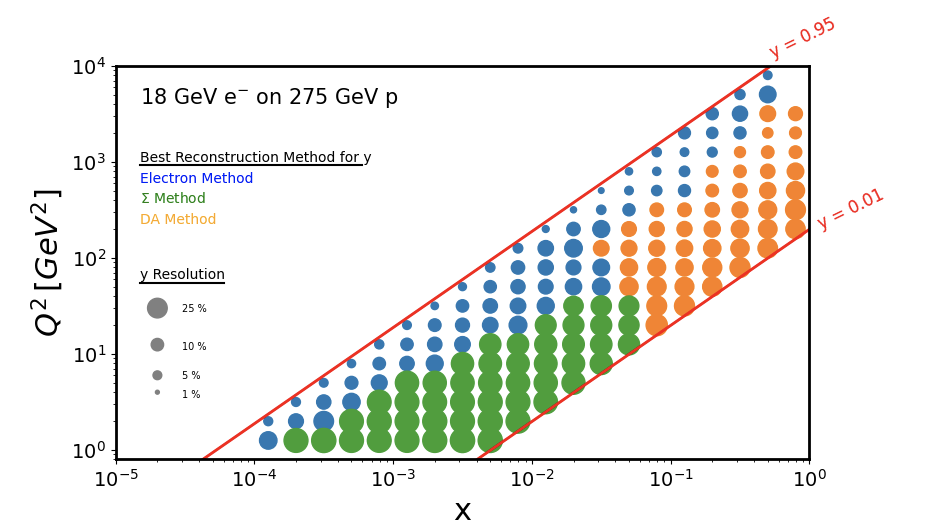 y = 0.95
10⁴
18 GeV e⁻ on 275 GeV p
Best Reconstruction Method for y
10³
Electron Method
Σ Method
y = 0.01
DA Method
Q² [GeV²]
10²
y Resolution
25 %
10 %
10¹
5 %
1 %
10⁰
10⁻⁵
10⁻⁴
10⁻³
10⁻²
10⁻¹
10⁰
x